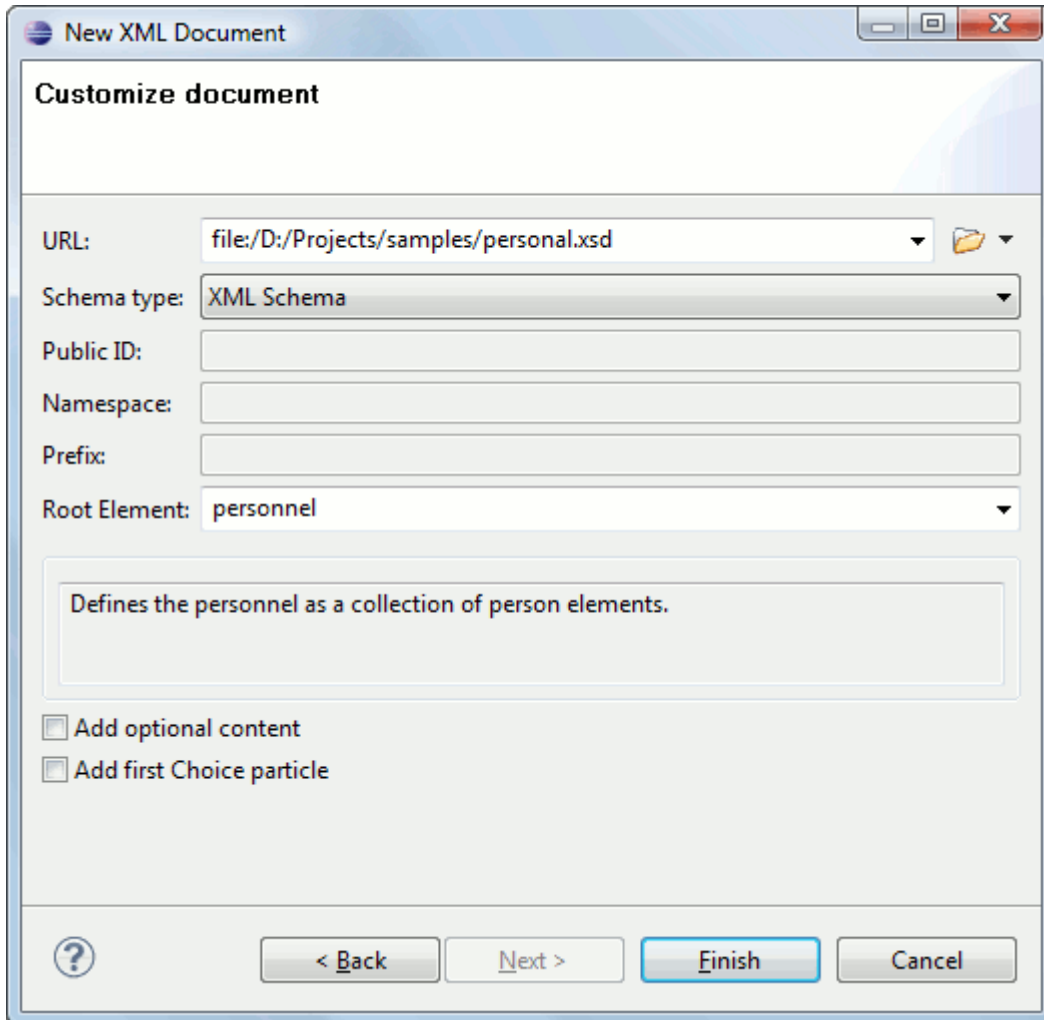 New XML Document
Customize document
URL: file:/D:/Projects/samples/personal.xsd
Schema type: XML Schema
Public ID:
Namespace:
Prefix:
Root Element: personnel
Defines the personnel as a collection of person elements.
Add optional content
Add first Choice particle
? < Back Next > Finish Cancel